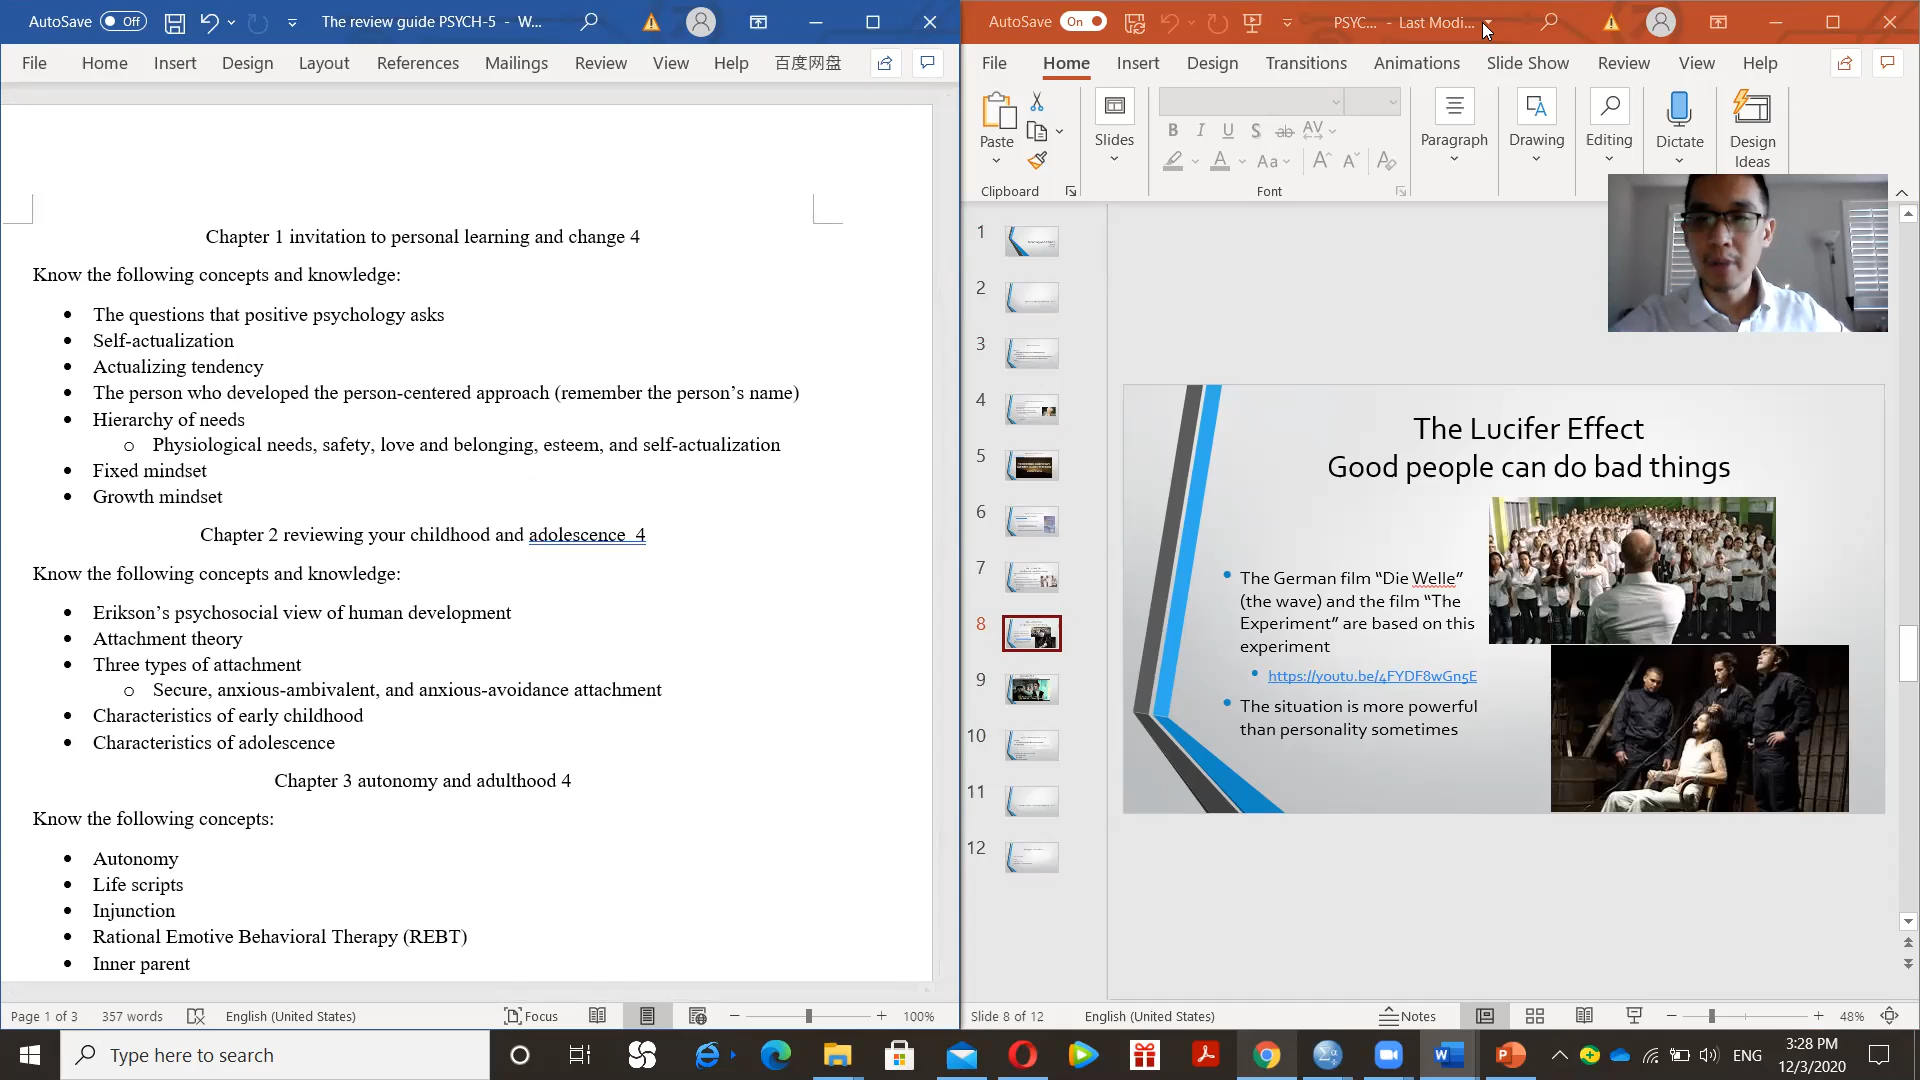 AutoSave Off The review guide PSYCH-5 - W...
File Home Insert Design Layout References Mailings Review View Help 百度网盘
Chapter 1 invitation to personal learning and change 4
Know the following concepts and knowledge:
• The questions that positive psychology asks
• Self-actualization
• Actualizing tendency
• The person who developed the person-centered approach (remember the person’s name)
• Hierarchy of needs
o Physiological needs, safety, love and belonging, esteem, and self-actualization
• Fixed mindset
• Growth mindset
Chapter 2 reviewing your childhood and adolescence 4
Know the following concepts and knowledge:
• Erikson’s psychosocial view of human development
• Attachment theory
• Three types of attachment
o Secure, anxious-ambivalent, and anxious-avoidance attachment
• Characteristics of early childhood
• Characteristics of adolescence
Chapter 3 autonomy and adulthood 4
Know the following concepts:
• Autonomy
• Life scripts
• Injunction
• Rational Emotive Behavioral Therapy (REBT)
• Inner parent
Page 1 of 3 357 words English (United States) Focus 100%
AutoSave On PSYC... - Last Modi...
File Home Insert Design Transitions Animations Slide Show Review View Help
Paste Slides Paragraph Drawing Editing Dictate Design Ideas
Clipboard Font
1
2
3
4
5
6
7
8
9
10
11
12
The Lucifer Effect
Good people can do bad things
• The German film “Die Welle”
(the wave) and the film “The
Experiment” are based on this
experiment
• https://youtu.be/4FYDF8wGn5E
• The situation is more powerful
than personality sometimes
Slide 8 of 12 English (United States) Notes 48%
Type here to search
ENG
3:28 PM
12/3/2020